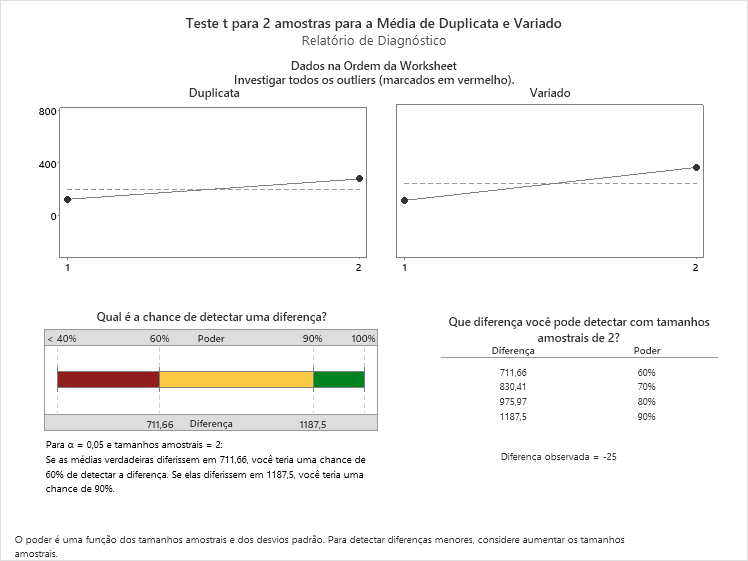 Teste t para 2 amostras para a Média de Duplicata e Variado
Relatório de Diagnóstico
Dados na Ordem da Worksheet
Investigar todos os outliers (marcados em vermelho).
Duplicata
Variado
800
400
0
1
2
1
2
Qual é a chance de detectar uma diferença?
< 40%
60%
Poder
90%
100%
711,66
Diferença
1187,5
Para α = 0,05 e tamanhos amostrais = 2:
Se as médias verdadeiras diferissem em 711,66, você teria uma chance de
60% de detectar a diferença. Se elas diferissem em 1187,5, você teria uma
chance de 90%.
Que diferença você pode detectar com tamanhos
amostrais de 2?
Diferença Poder
711,66 60%
830,41 70%
975,97 80%
1187,5 90%
Diferença observada = -25
O poder é uma função dos tamanhos amostrais e dos desvios padrão. Para detectar diferenças menores, considere aumentar os tamanhos
amostrais.